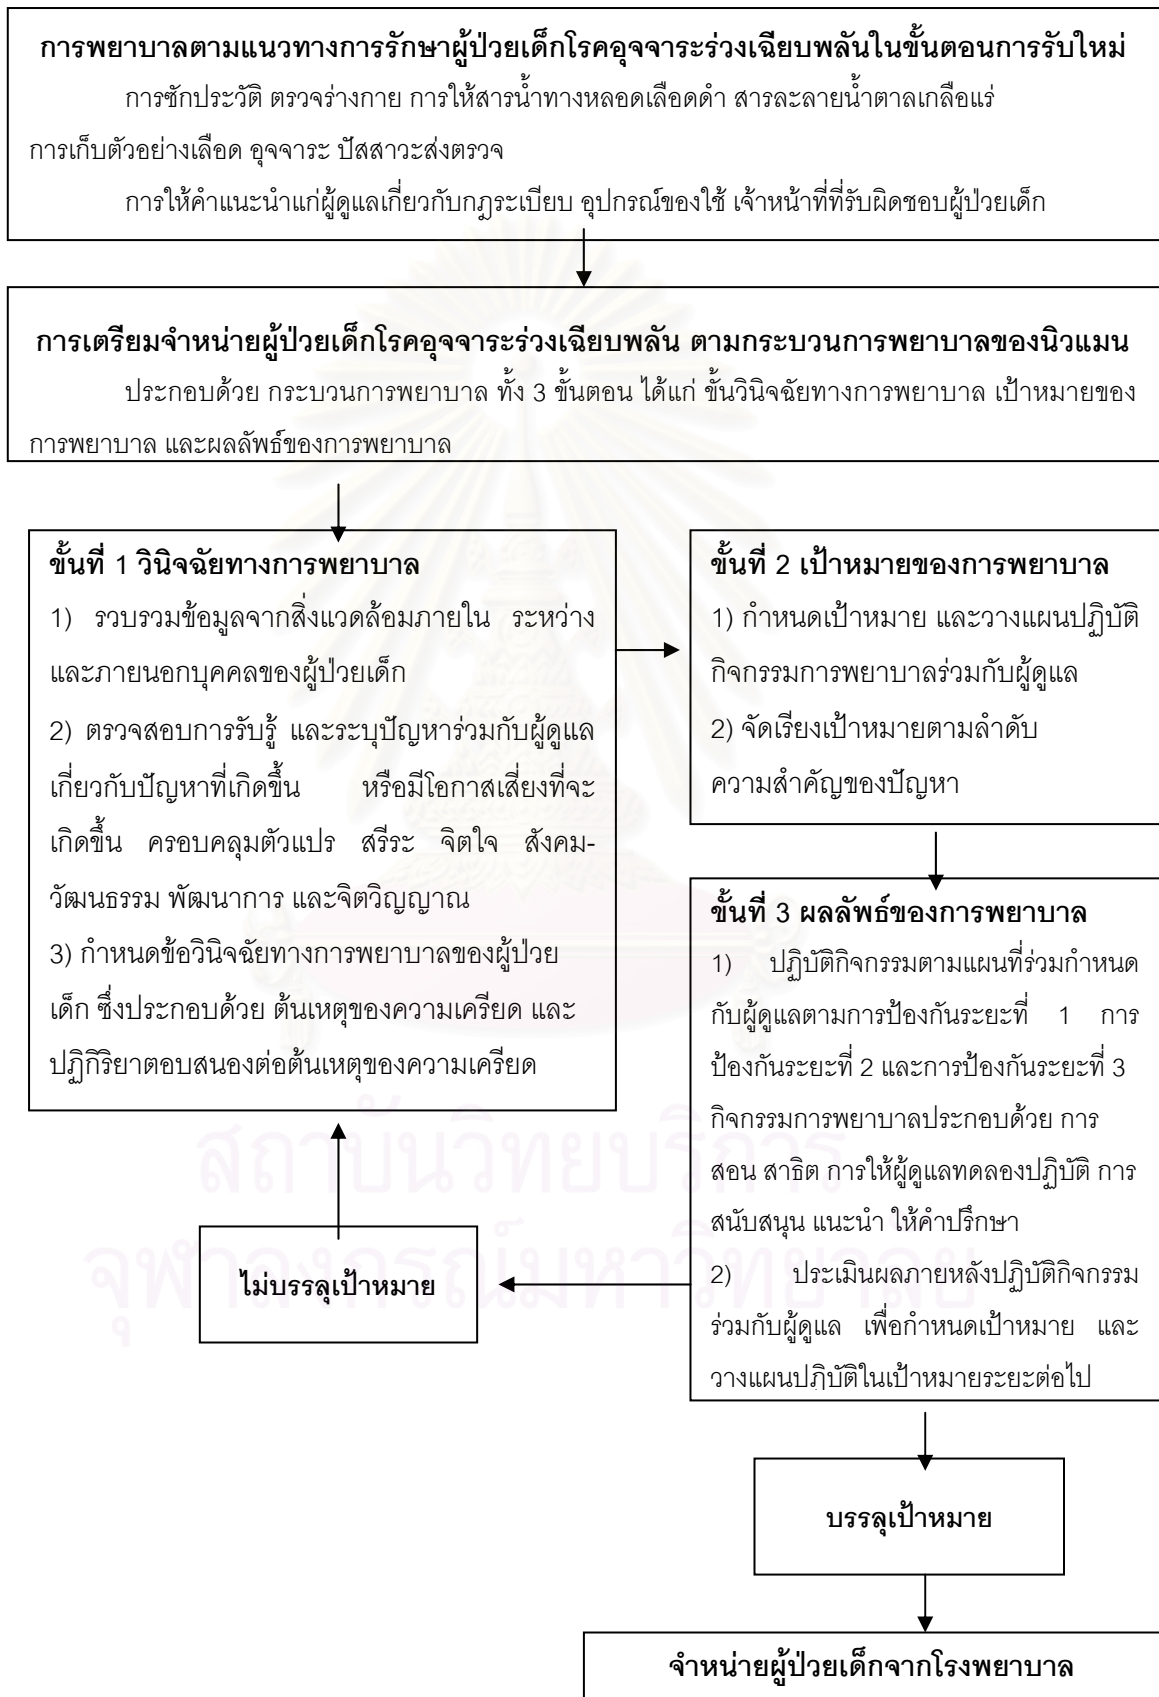 การพยาบาลตามแนวทางการรักษาผู้ป่วยเด็กโรคอุจจาระร่วงเฉียบพลันในขั้นตอนการรับใหม่
การซักประวัติ ตรวจร่างกาย การให้สารน้ำทางหลอดเลือดดำ สารละลายน้ำตาลเกลือแร่
การเก็บตัวอย่างเลือด อุจจาระ ปัสสาวะส่งตรวจ
การให้คำแนะนำแก่ผู้ดูแลเกี่ยวกับกฎระเบียบ อุปกรณ์ของใช้ เจ้าหน้าที่ที่รับผิดชอบผู้ป่วยเด็ก
การเตรียมจำหน่ายผู้ป่วยเด็กโรคอุจจาระร่วงเฉียบพลัน ตามกระบวนการพยาบาลของนิวแมน
ประกอบด้วย กระบวนการพยาบาล ทั้ง 3 ขั้นตอน ได้แก่ ขั้นวินิจฉัยทางการพยาบาล เป้าหมายของ
การพยาบาล และผลลัพธ์ของการพยาบาล
ขั้นที่ 1 วินิจฉัยทางการพยาบาล
1) รวบรวมข้อมูลจากสิ่งแวดล้อมภายใน ระหว่าง
และภายนอกบุคคลของผู้ป่วยเด็ก
2) ตรวจสอบการรับรู้ และระบุปัญหาร่วมกับผู้ดูแล
เกี่ยวกับปัญหาที่เกิดขึ้น หรือมีโอกาสเสี่ยงที่จะ
เกิดขึ้น ครอบคลุมตัวแปร สรีระ จิตใจ สังคม-
วัฒนธรรม พัฒนาการ และจิตวิญญาณ
3) กำหนดข้อวินิจฉัยทางการพยาบาลของผู้ป่วย
เด็ก ซึ่งประกอบด้วย ต้นเหตุของความเครียด และ
ปฏิกิริยาตอบสนองต่อต้นเหตุของความเครียด
ขั้นที่ 2 เป้าหมายของการพยาบาล
1) กำหนดเป้าหมาย และวางแผนปฏิบัติ
กิจกรรมการพยาบาลร่วมกับผู้ดูแล
2) จัดเรียงเป้าหมายตามลำดับ
ความสำคัญของปัญหา
ขั้นที่ 3 ผลลัพธ์ของการพยาบาล
1) ปฏิบัติกิจกรรมตามแผนที่ร่วมกำหนด
กับผู้ดูแลตามการป้องกันระยะที่ 1 การ
ป้องกันระยะที่ 2 และการป้องกันระยะที่ 3
กิจกรรมการพยาบาลประกอบด้วย การ
สอน สาธิต การให้ผู้ดูแลทดลองปฏิบัติ การ
สนับสนุน แนะนำ ให้คำปรึกษา
2) ประเมินผลภายหลังปฏิบัติกิจกรรม
ร่วมกับผู้ดูแล เพื่อกำหนดเป้าหมาย และ
วางแผนปฏิบัติในเป้าหมายระยะต่อไป
ไม่บรรลุเป้าหมาย
บรรลุเป้าหมาย
จำหน่ายผู้ป่วยเด็กจากโรงพยาบาล
สถาบันวิทยบริการ
จุฬาลงกรณ์มหาวิทยาลัย